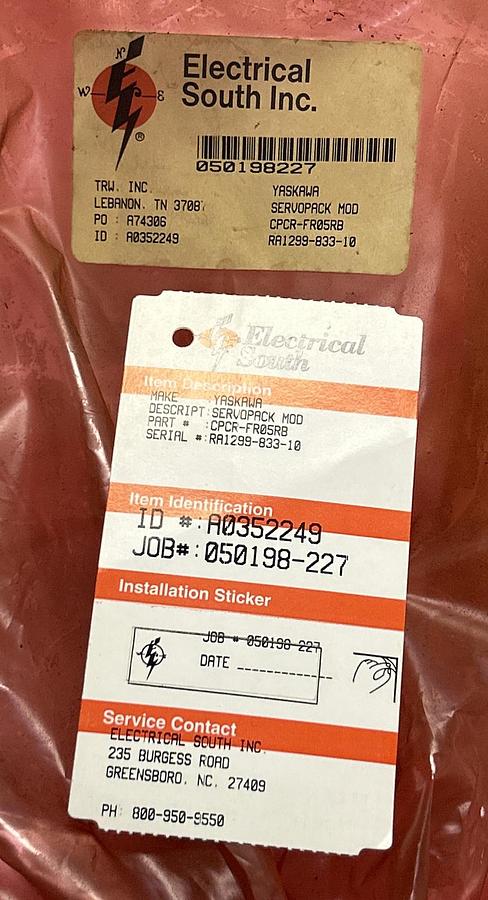 N
W S
®
Electrical
South Inc.
050198227
TRW, INC. YASKAWA
LEBANON, TN 3708 SERVOPACK MOD
PO : A74306 CPCR-FR05RB
ID : A0352249 RA1299-833-10
Electrical
South
Item Description
MAKE :YASKAWA
DESCRIPT:SERVOPACK MOD
PART # :CPCR-FR05RB
SERIAL #:RA1299-833-10
Item Identification
ID #:A0352249
JOB#:050198-227
Installation Sticker
JOB # 050198-227
DATE ____________
Service Contact
ELECTRICAL SOUTH INC.
235 BURGESS ROAD
GREENSBORO, NC, 27409
PH: 800-950-9550